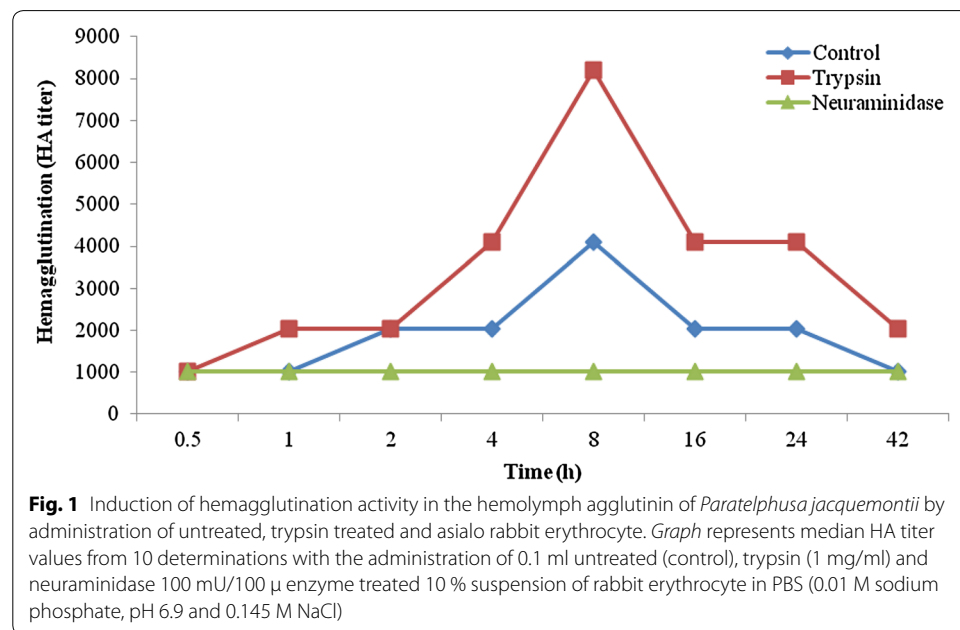 9000
8000
7000
6000
5000
4000
3000
2000
1000
0
Hemagglutination (HA titer)
Control
Trypsin
Neuraminidase
0.5 1 2 4 8 16 24 42
Time (h)
Fig. 1 Induction of hemagglutination activity in the hemolymph agglutinin of Paratelphusa jacquemontii by
administration of untreated, trypsin treated and asialo rabbit erythrocyte. Graph represents median HA titer
values from 10 determinations with the administration of 0.1 ml untreated (control), trypsin (1 mg/ml) and
neuraminidase 100 mU/100 μ enzyme treated 10 % suspension of rabbit erythrocyte in PBS (0.01 M sodium
phosphate, pH 6.9 and 0.145 M NaCl)